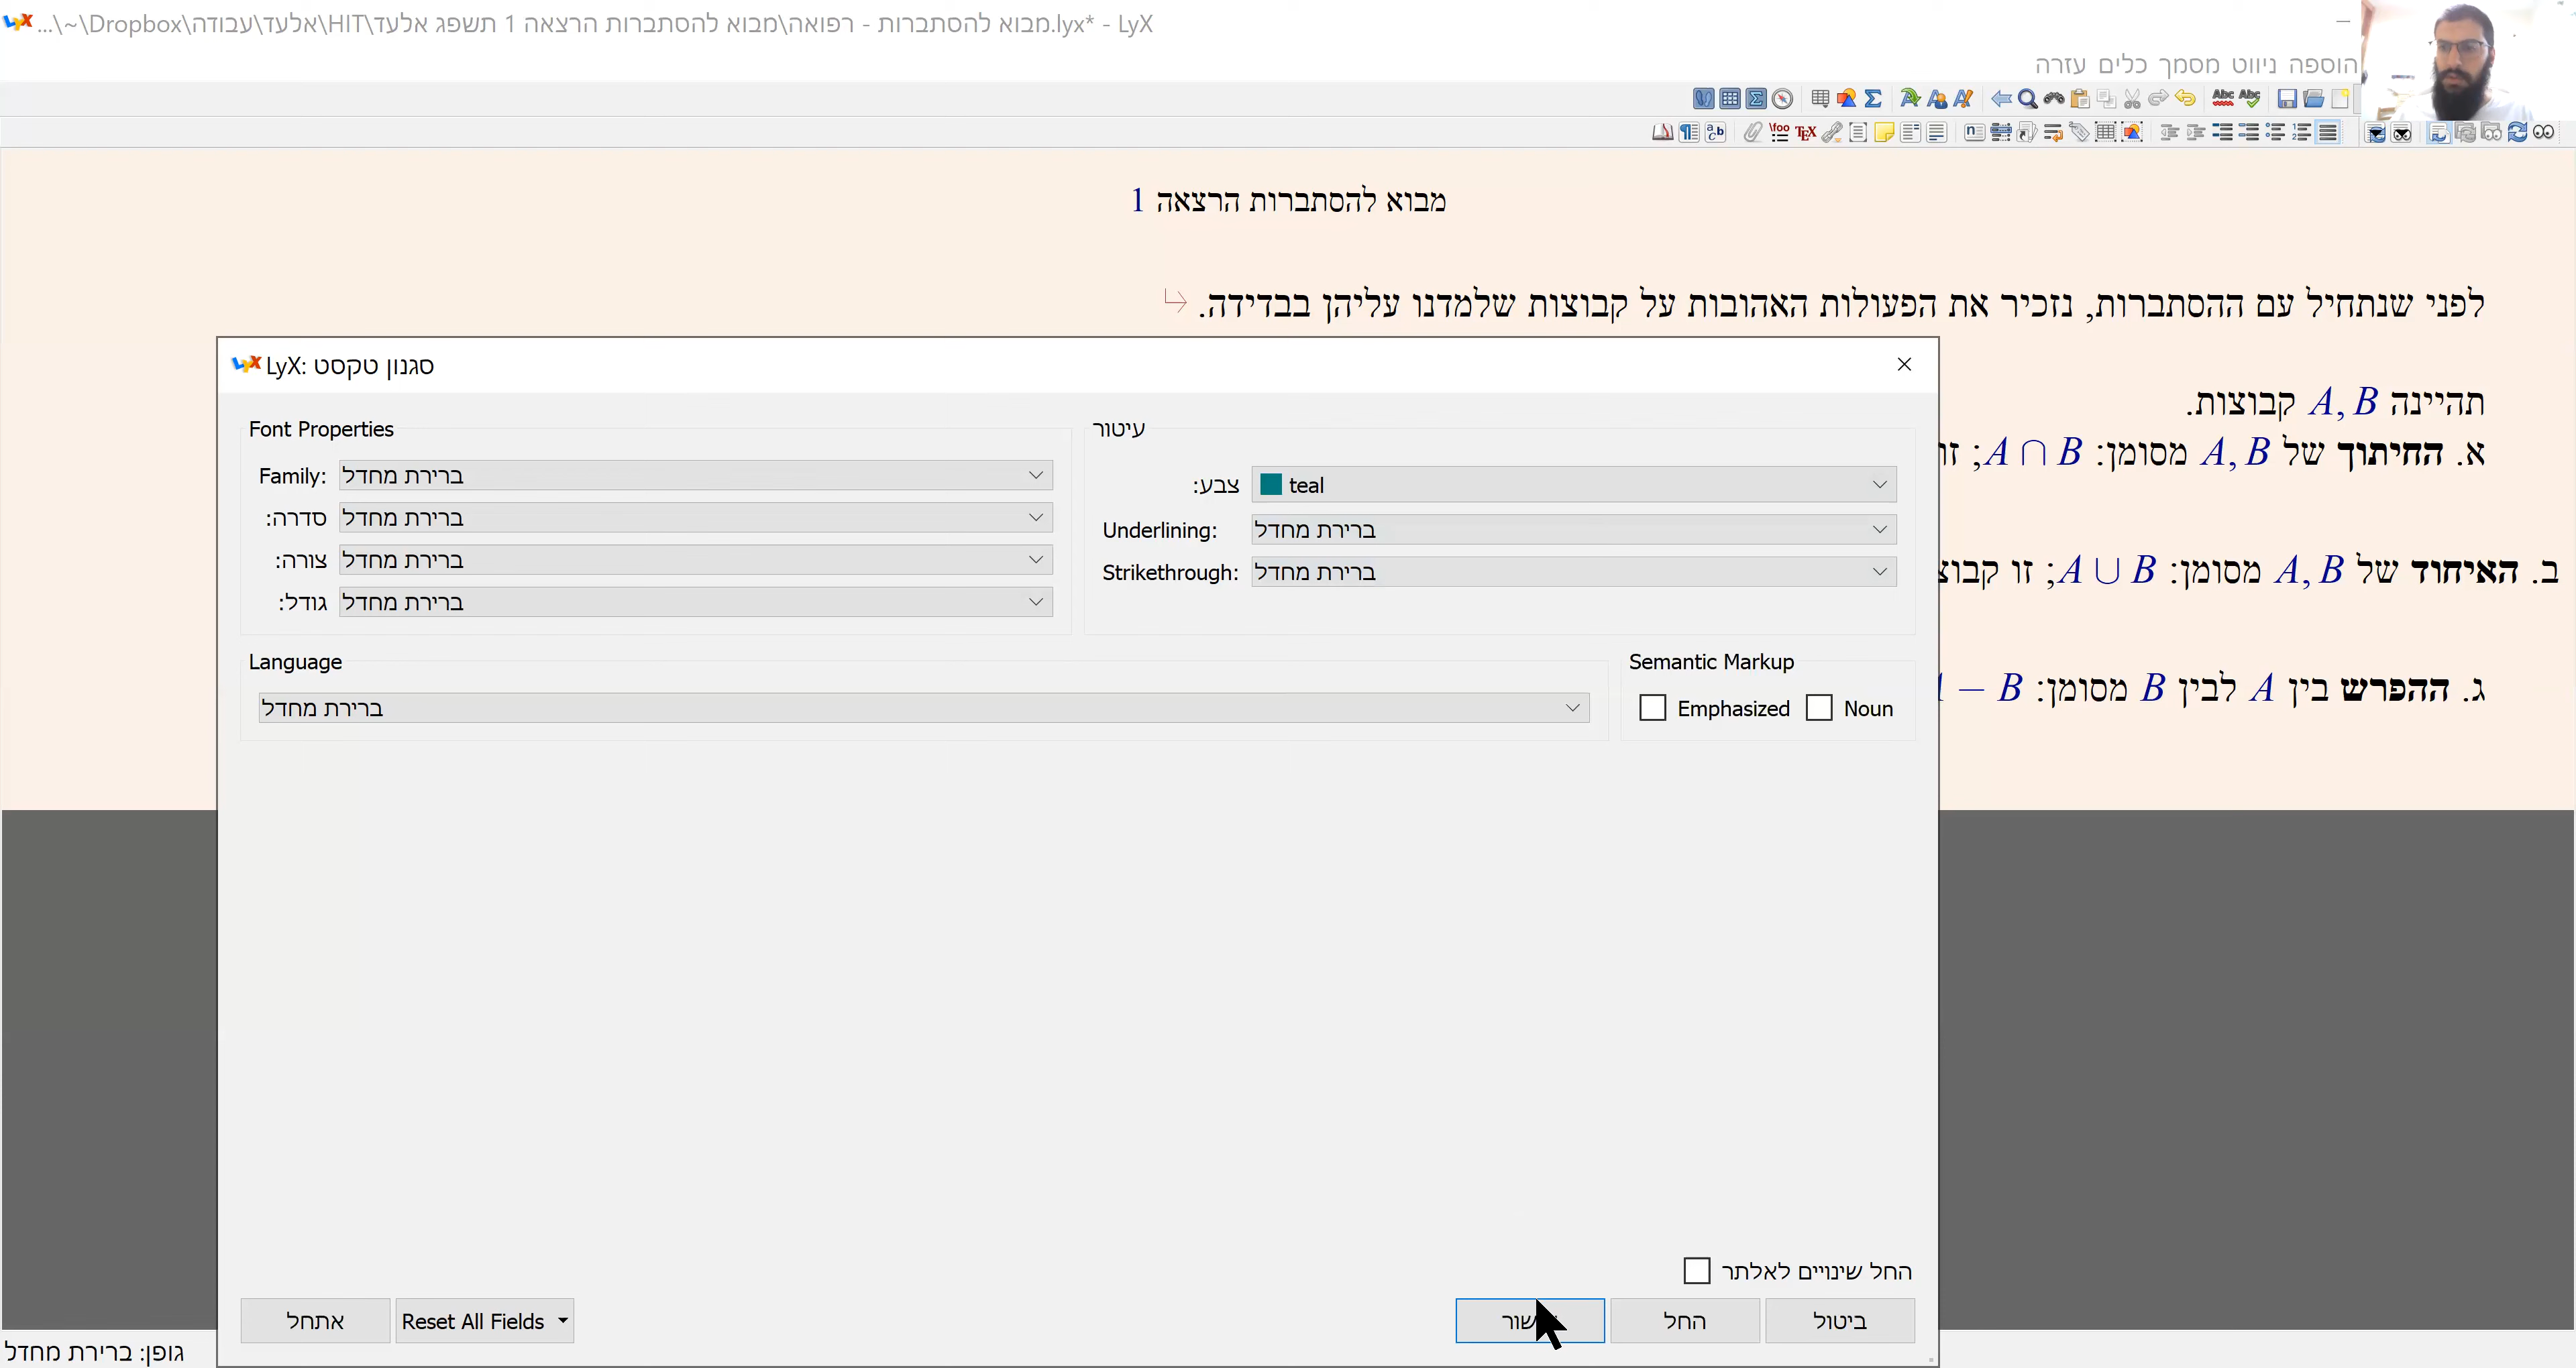 ...\~\Dropbox\עבודה\אלעד\HIT\מבוא להסתברות - רפואה\מבוא להסתברות הרצאה 1 תשפג אלעד.lyx* - LyX
הוספה ניווט מסמך כלים עזרה
מבוא להסתברות הרצאה 1
לפני שנתחיל עם ההסתברות, נזכיר את הפעולות האהובות על קבוצות שלמדנו עליהן בבדידה.
תהיינה A, B קבוצות.
א. החיתוך של A, B מסומן: A ∩ B; זו
ב. האיחוד של A, B מסומן: A ∪ B; זו קבוצ
ג. ההפרש בין A לבין B מסומן: − B
LyX: סגנון טקסט
Font Properties
Family: ברירת מחדל
סדרה: ברירת מחדל
צורה: ברירת מחדל
גודל: ברירת מחדל
עיטור
צבע: teal
Underlining: ברירת מחדל
Strikethrough: ברירת מחדל
Language
ברירת מחדל
Semantic Markup
Emphasized Noun
החל שינויים לאלתר
אתחל Reset All Fields החל ביטול
גופן: ברירת מחדל